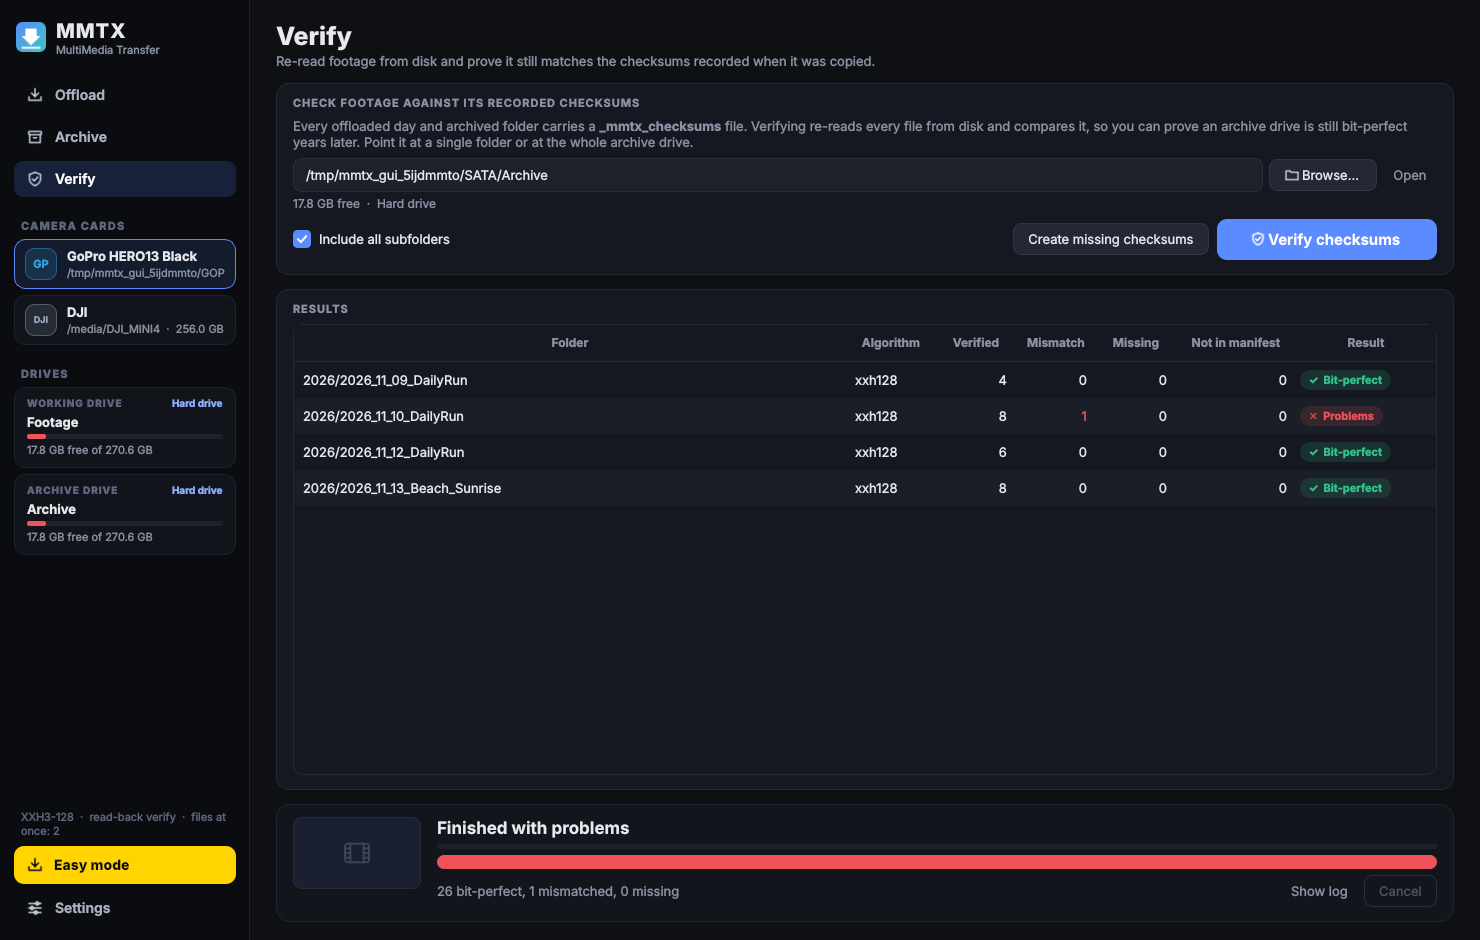 MMTX
MultiMedia Transfer
Offload
Archive
Verify
CAMERA CARDS
GP
GoPro HERO13 Black
/tmp/mmtx_gui_5ijdmmto/GOP
DJI
DJI
/media/DJI_MINI4 · 256.0 GB
DRIVES
WORKING DRIVE Hard drive
Footage
17.8 GB free of 270.6 GB
ARCHIVE DRIVE Hard drive
Archive
17.8 GB free of 270.6 GB
XXH3-128 · read-back verify · files at
once: 2
Easy mode
Settings
Verify
Re-read footage from disk and prove it still matches the checksums recorded when it was copied.
CHECK FOOTAGE AGAINST ITS RECORDED CHECKSUMS
Every offloaded day and archived folder carries a _mmtx_checksums file. Verifying re-reads every file from disk and compares it, so you can prove an archive drive is still bit-perfect
years later. Point it at a single folder or at the whole archive drive.
/tmp/mmtx_gui_5ijdmmto/SATA/Archive Browse... Open
17.8 GB free · Hard drive
Include all subfolders Create missing checksums Verify checksums
RESULTS
Folder Algorithm Verified Mismatch Missing Not in manifest Result
2026/2026_11_09_DailyRun xxh128 4 0 0 0 Bit-perfect
2026/2026_11_10_DailyRun xxh128 8 1 0 0 Problems
2026/2026_11_12_DailyRun xxh128 6 0 0 0 Bit-perfect
2026/2026_11_13_Beach_Sunrise xxh128 8 0 0 0 Bit-perfect
Finished with problems
26 bit-perfect, 1 mismatched, 0 missing Show log Cancel